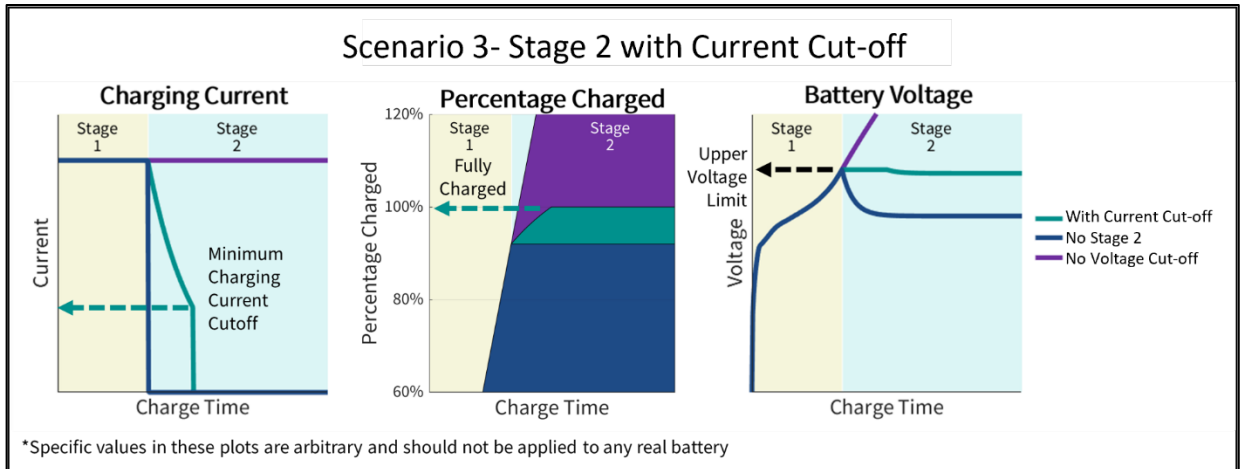 Scenario 3- Stage 2 with Current Cut-off
Charging Current
Stage
1
Stage
2
Minimum
Charging
Current
Cutoff
Current
Charge Time
Percentage Charged
120%
100%
80%
60%
Stage
1
Stage
2
Fully
Charged
Percentage Charged
Charge Time
Battery Voltage
Stage
1
Stage
2
Upper
Voltage
Limit
Voltage
Charge Time
With Current Cut-off
No Stage 2
No Voltage Cut-off
*Specific values in these plots are arbitrary and should not be applied to any real battery